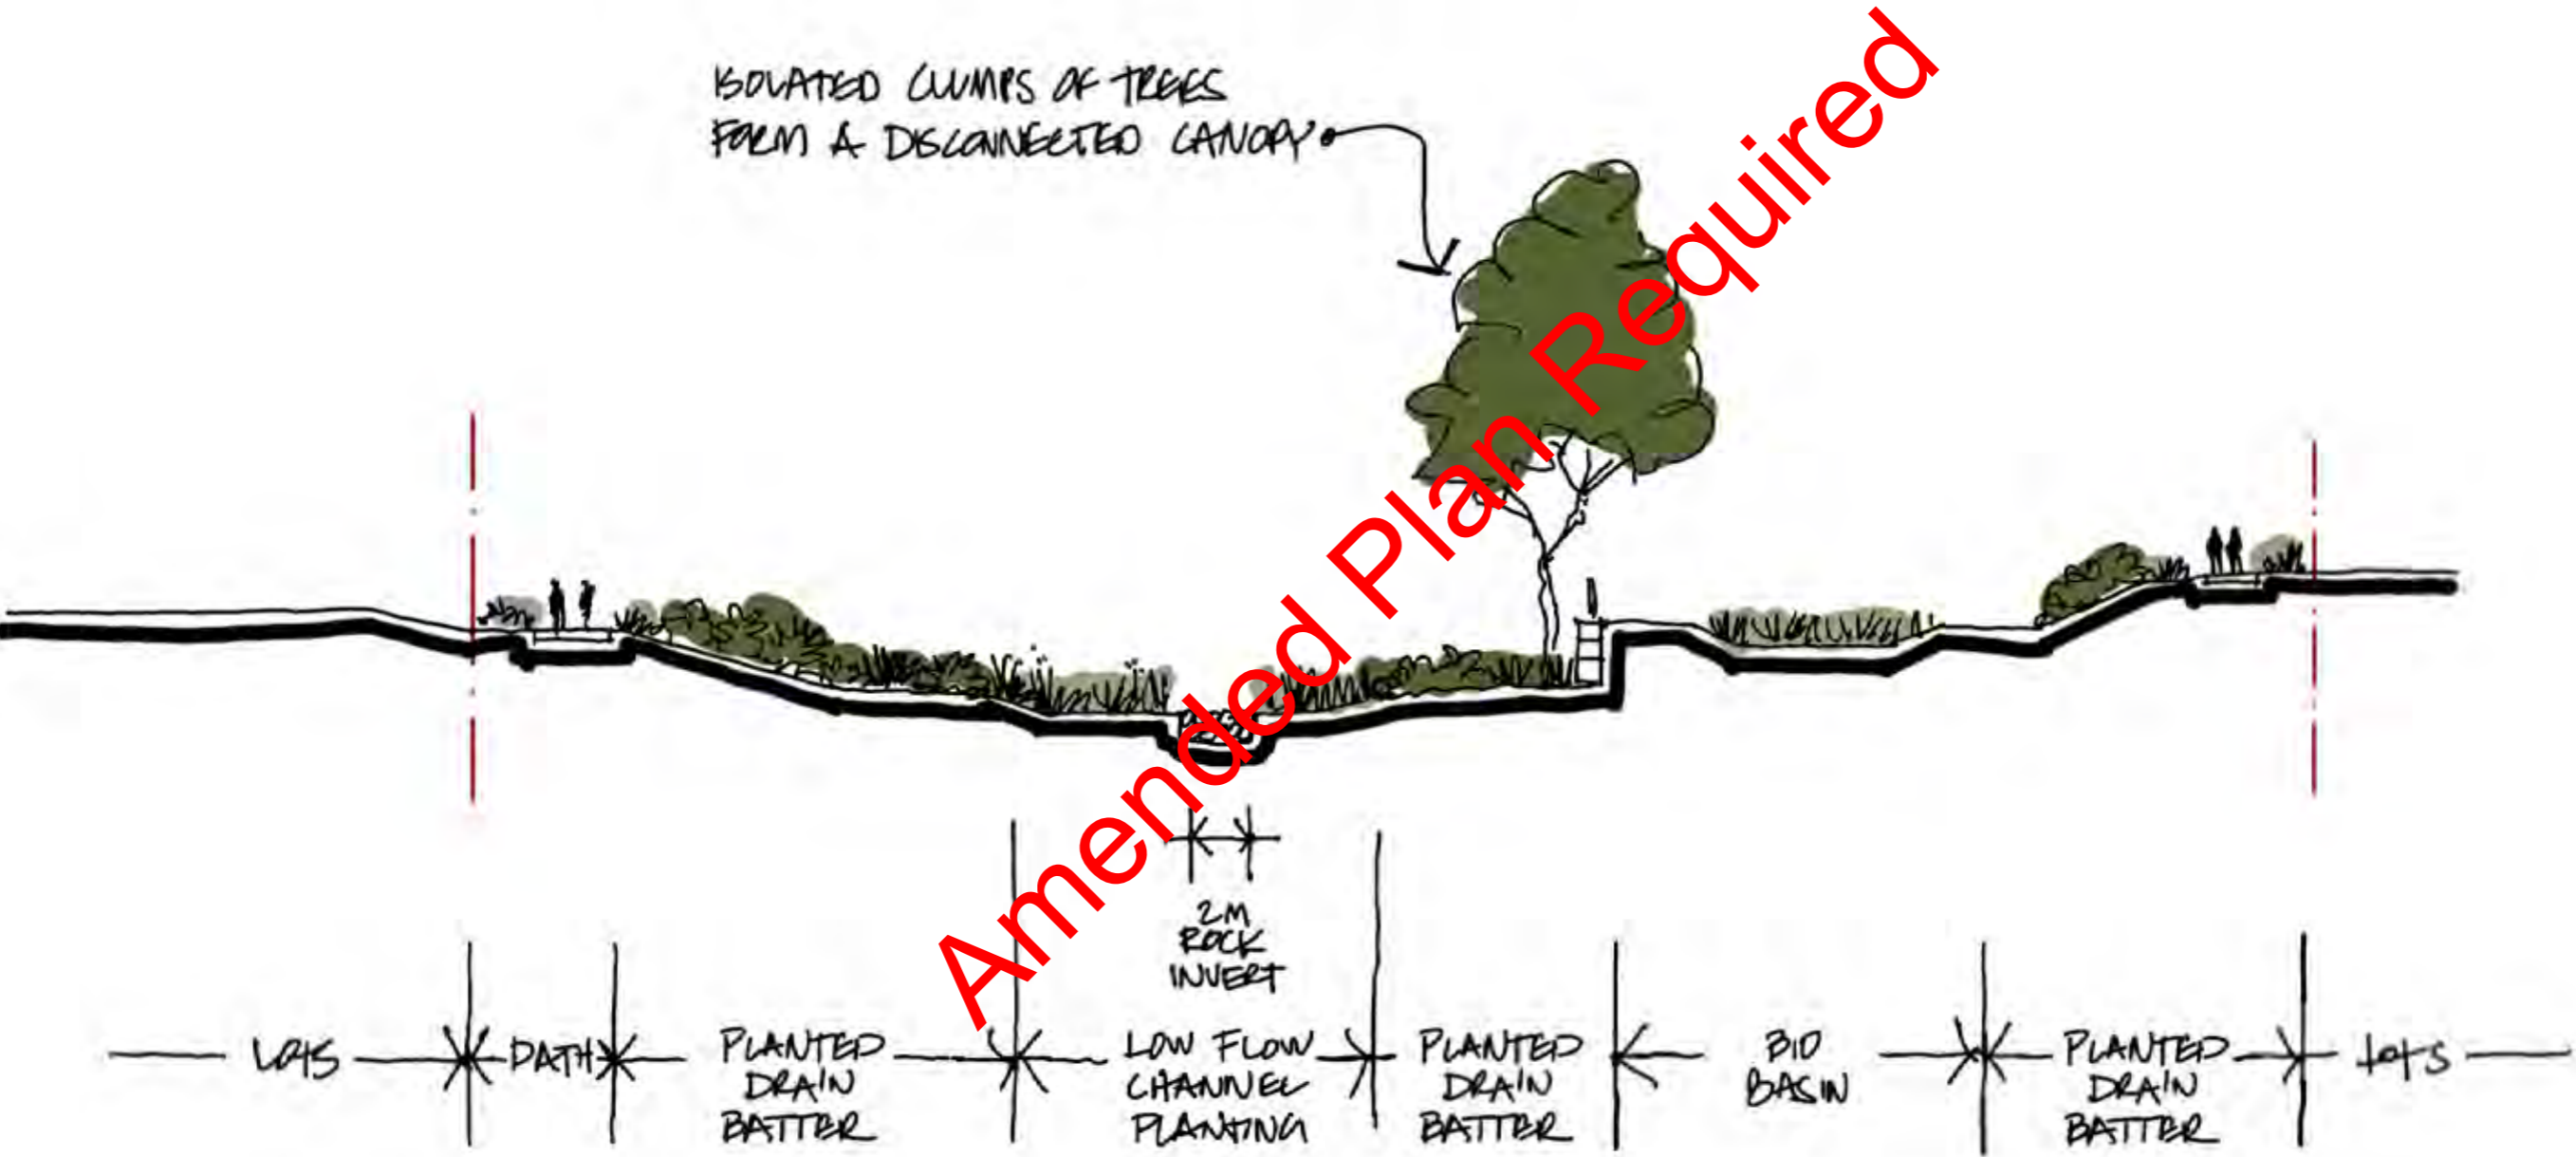 ISOLATED CLUMPS OF TREES
FORM A DISCONNECTED CANOPY
Amended Plan Required
2M
ROCK
INVERT
LOTS
PATH
PLANTED
DRAIN
BATTER
LOW FLOW
CHANNEL
PLANTING
PLANTED
DRAIN
BATTER
BIO
BASIN
PLANTED
DRAIN
BATTER
LOTS